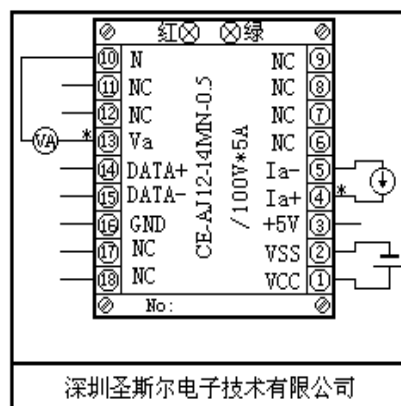 红 绿
⑩ N NC ⑨
⑪ NC NC ⑧
⑫ NC NC ⑦
VA * ⑬ Va NC ⑥
⑭ DATA+ Ia- ⑤
⑮ DATA- Ia+ ④ *
⑯ GND +5V ③
⑰ NC VSS ②
⑱ NC VCC ①
CE-AJ12-14MN-0.5
/100V*5A
No:
深圳圣斯尔电子技术有限公司